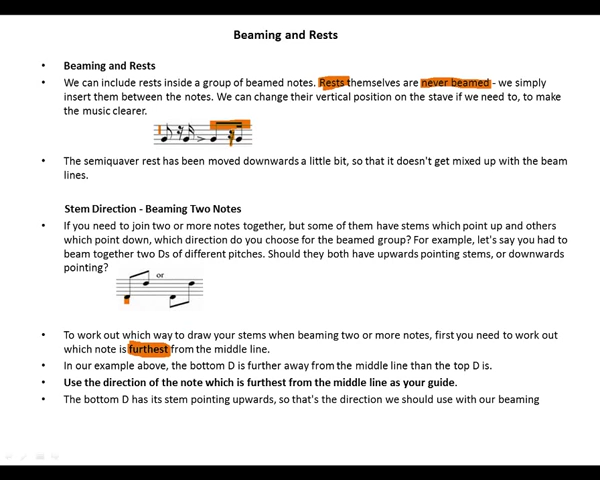 Beaming and Rests
• Beaming and Rests
• We can include rests inside a group of beamed notes. Rests themselves are never beamed - we simply
insert them between the notes. We can change their vertical position on the stave if we need to, to make
the music clearer.
• The semiquaver rest has been moved downwards a little bit, so that it doesn't get mixed up with the beam
lines.
Stem Direction - Beaming Two Notes
• If you need to join two or more notes together, but some of them have stems which point up and others
which point down, which direction do you choose for the beamed group? For example, let's say you had to
beam together two Ds of different pitches. Should they both have upwards pointing stems, or downwards
pointing?
or
• To work out which way to draw your stems when beaming two or more notes, first you need to work out
which note is furthest from the middle line.
• In our example above, the bottom D is further away from the middle line than the top D is.
• Use the direction of the note which is furthest from the middle line as your guide.
• The bottom D has its stem pointing upwards, so that's the direction we should use with our beaming